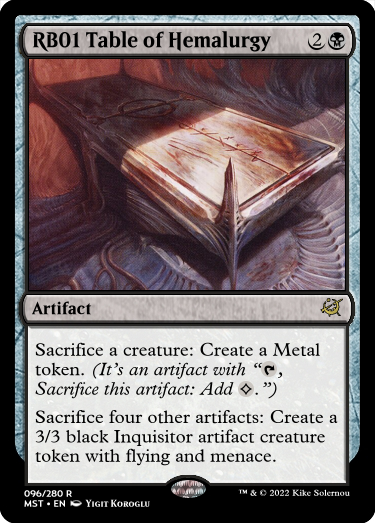 RB01 Table of Hemalurgy 2
Artifact
Sacrifice a creature: Create a Metal
token. (It's an artifact with “,
Sacrifice this artifact: Add .”)
Sacrifice four other artifacts: Create a
3/3 black Inquisitor artifact creature
token with flying and menace.
096/280 R
MST • EN YIGIT KOROGLU
™ & © 2022 Kike Solernou